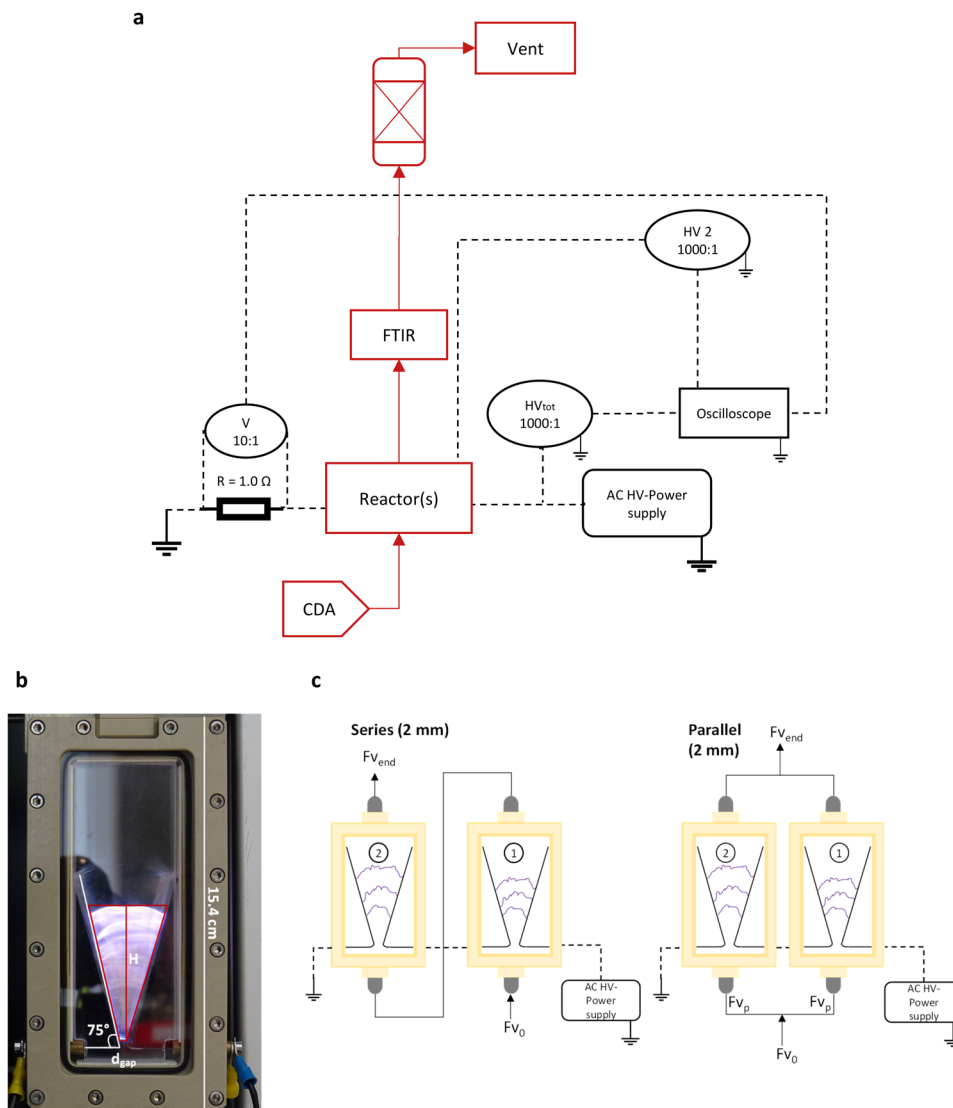 a
Vent
HV 2
1000:1
FTIR
HVtot
1000:1
Oscilloscope
V
10:1
R = 1.0 Ω
Reactor(s)
AC HV-Power
supply
CDA
b
c
H
75°
dgap
15.4 cm
Series (2 mm)
Fvend
2
1
AC HV-
Power
supply
Fv0
Parallel
(2 mm)
Fvend
2
1
Fvp
Fvp
AC HV-
Power
supply
Fv0